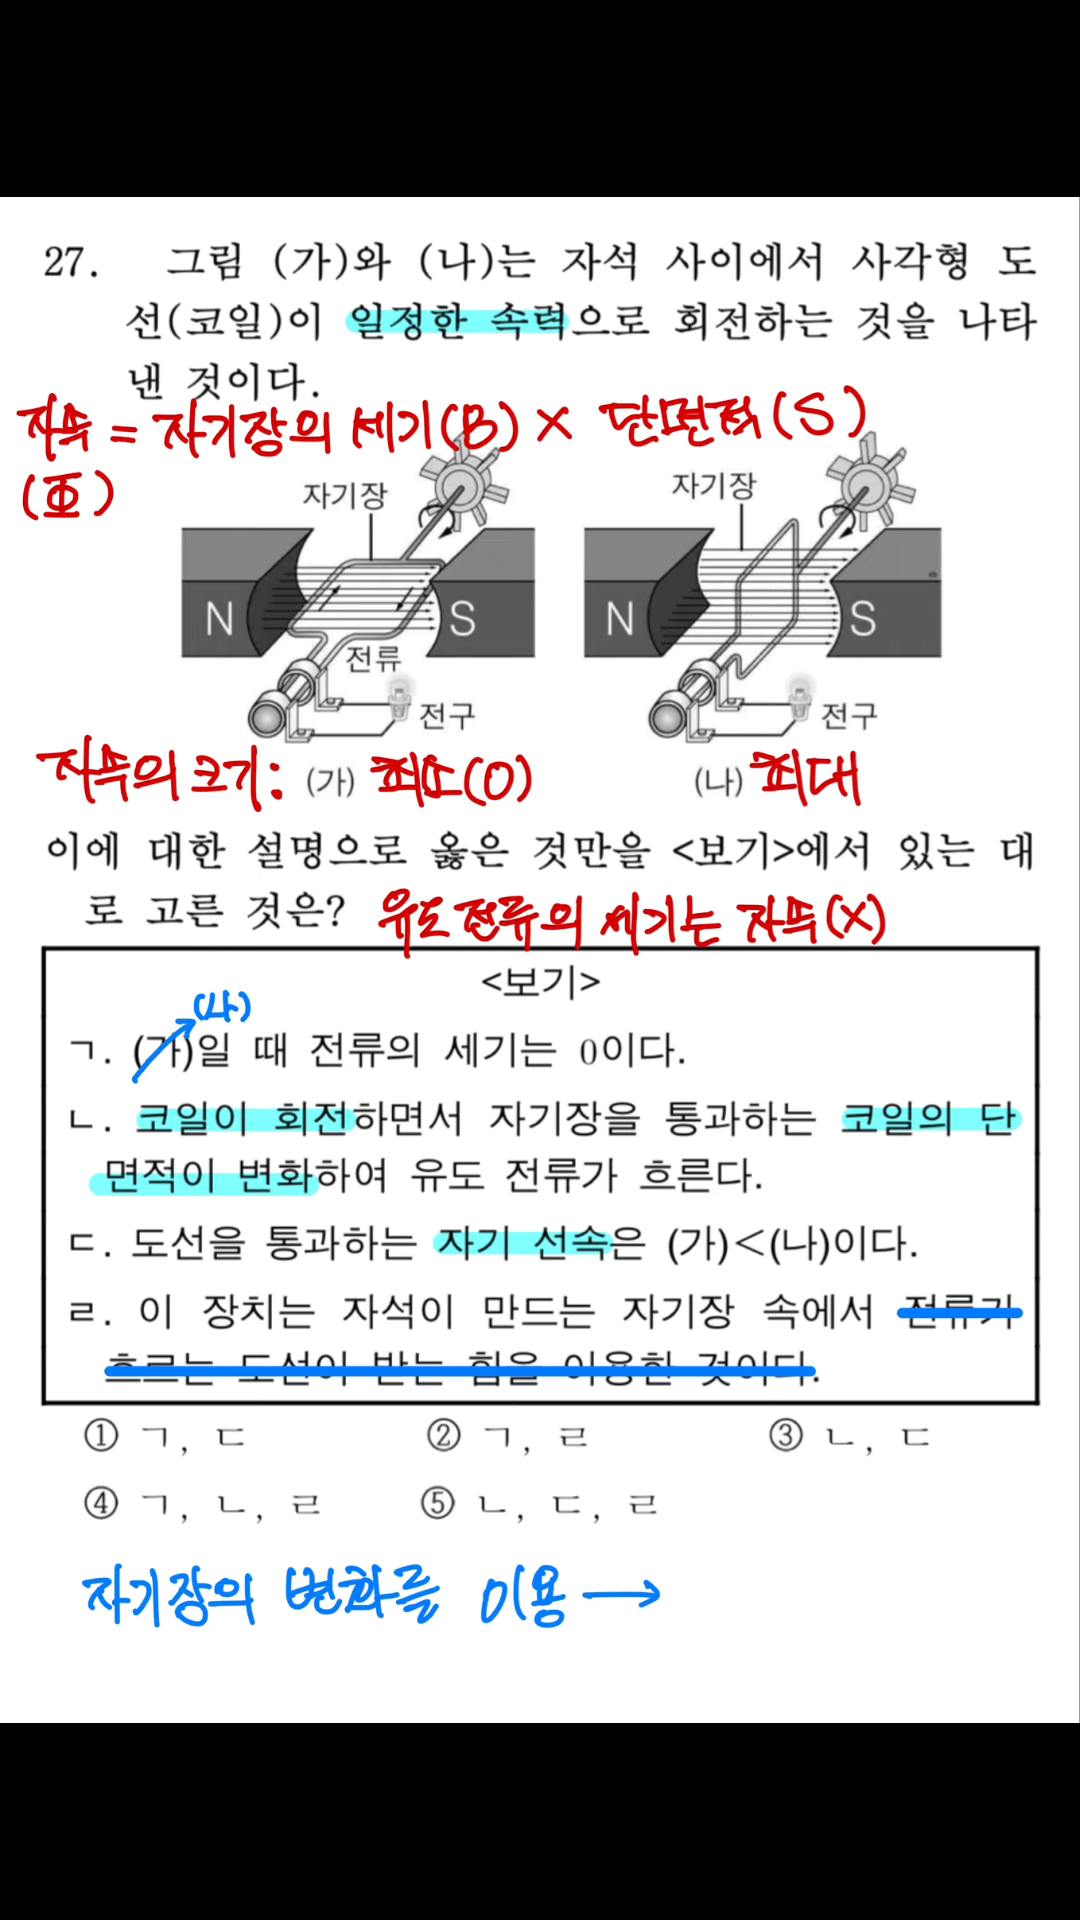 27. 그림 (가)와 (나)는 자석 사이에서 사각형 도
선(코일)이 일정한 속력으로 회전하는 것을 나타
낸 것이다.
자속 = 자기장의 세기(B) × 단면적(S)
(Φ)
자기장
자기장
N
S
N
S
전류
전구
전구
자속의 크기: (가) 최소(0)
(나) 최대
이에 대한 설명으로 옳은 것만을 <보기>에서 있는 대
로 고른 것은?
유도 전류의 세기는 자속(X)
<보기>
(나)
ㄱ. (가)일 때 전류의 세기는 0이다.
ㄴ. 코일이 회전하면서 자기장을 통과하는 코일의 단
면적이 변화하여 유도 전류가 흐른다.
ㄷ. 도선을 통과하는 자기 선속은 (가)<(나)이다.
ㄹ. 이 장치는 자석이 만드는 자기장 속에서 전류가
흐르는 도선이 받는 힘을 이용한 것이다.
① ㄱ, ㄷ ② ㄱ, ㄹ ③ ㄴ, ㄷ
④ ㄱ, ㄴ, ㄹ ⑤ ㄴ, ㄷ, ㄹ
자기장의 변화를 이용 →